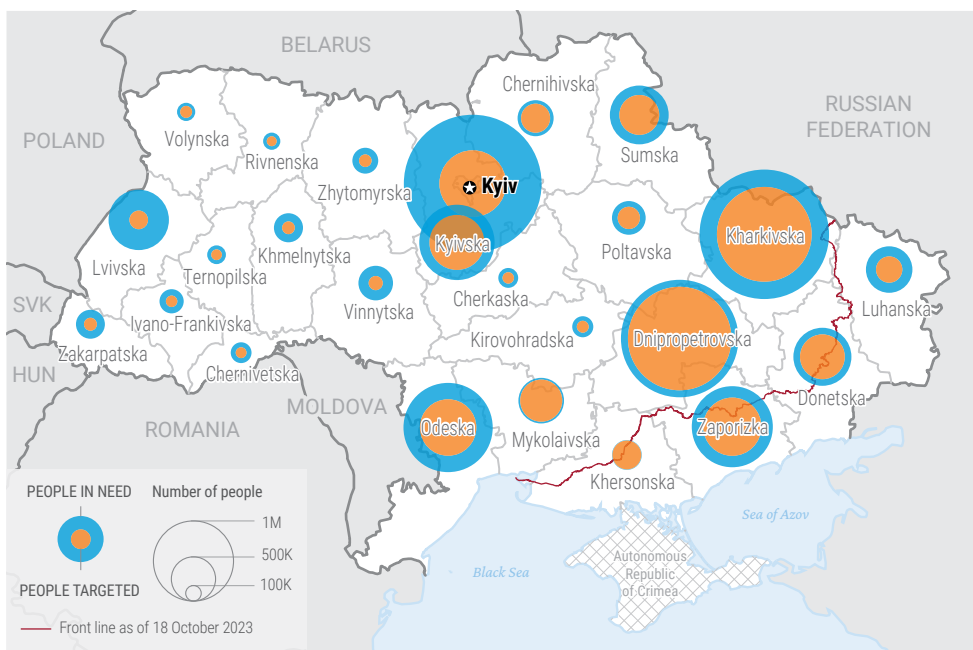 BELARUS
Chernihivska
RUSSIAN
FEDERATION
POLAND
Volynska
Rivnenska
Sumska
Zhytomyrska
Kyiv
Kyivska
Kharkivska
Poltavska
Lvivska
Khmelnytska
Ternopilska
Luhanska
SVK
Ivano-Frankivska
Vinnytska
Cherkaska
Kirovohradska
Dnipropetrovska
Zakarpatska
HUN
Chernivetska
Donetska
MOLDOVA
ROMANIA
Odeska
Mykolaivska
Zaporizka
Khersonska
PEOPLE IN NEED
PEOPLE TARGETED
Number of people
1M
500K
100K
Front line as of 18 October 2023
Sea of Azov
Black Sea
Autonomous
Republic
of Crimea